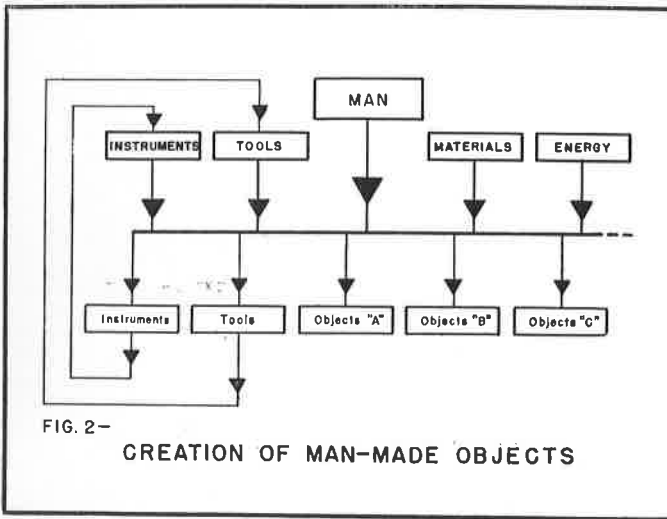 MAN
INSTRUMENTS TOOLS MATERIALS ENERGY
Instruments Tools Objects "A" Objects "B" Objects "C"
FIG. 2-
CREATION OF MAN-MADE OBJECTS